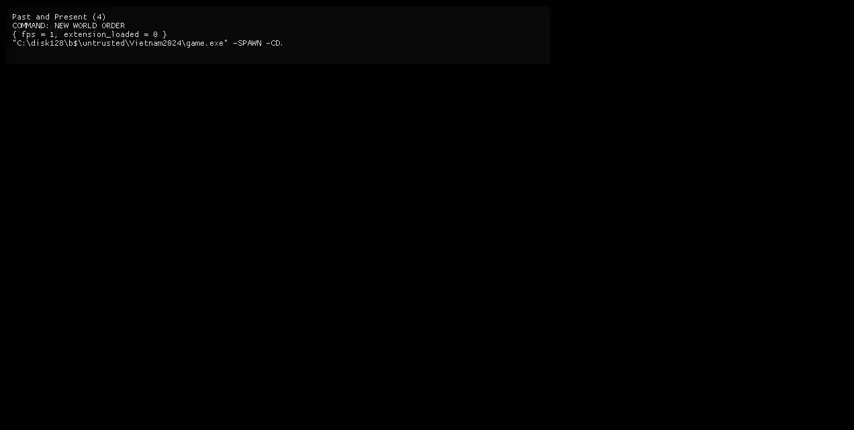 Past and Present (4)
COMMAND: NEW WORLD ORDER
{ fps = 1, extension_loaded = 0 }
"C:\disk128\b$\untrusted\Vietnam2024\game.exe" -SPAWN -CD.